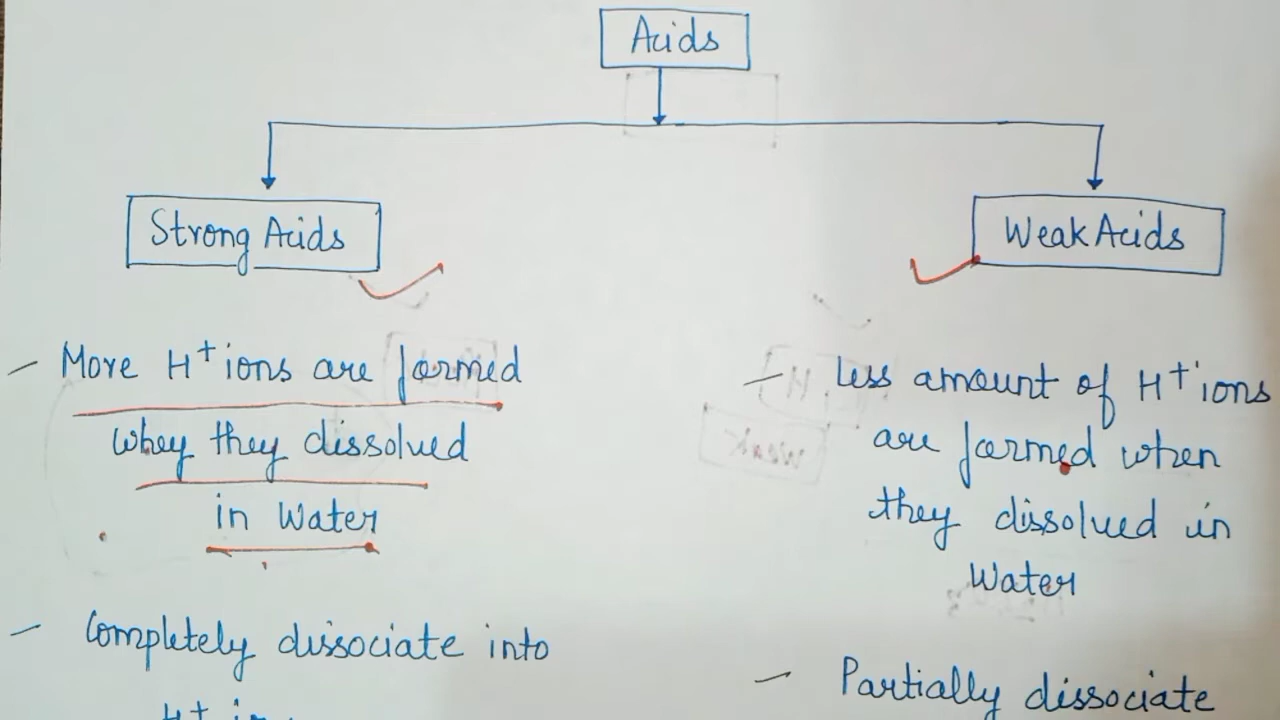 Acids
Strong Acids
Weak Acids
- More H+ ions are formed
whey they dissolved
in Water
- Completely dissociate into
H+
- Less amount of H+ ions
are formed when
they dissolved in
Water
- Partially dissociate